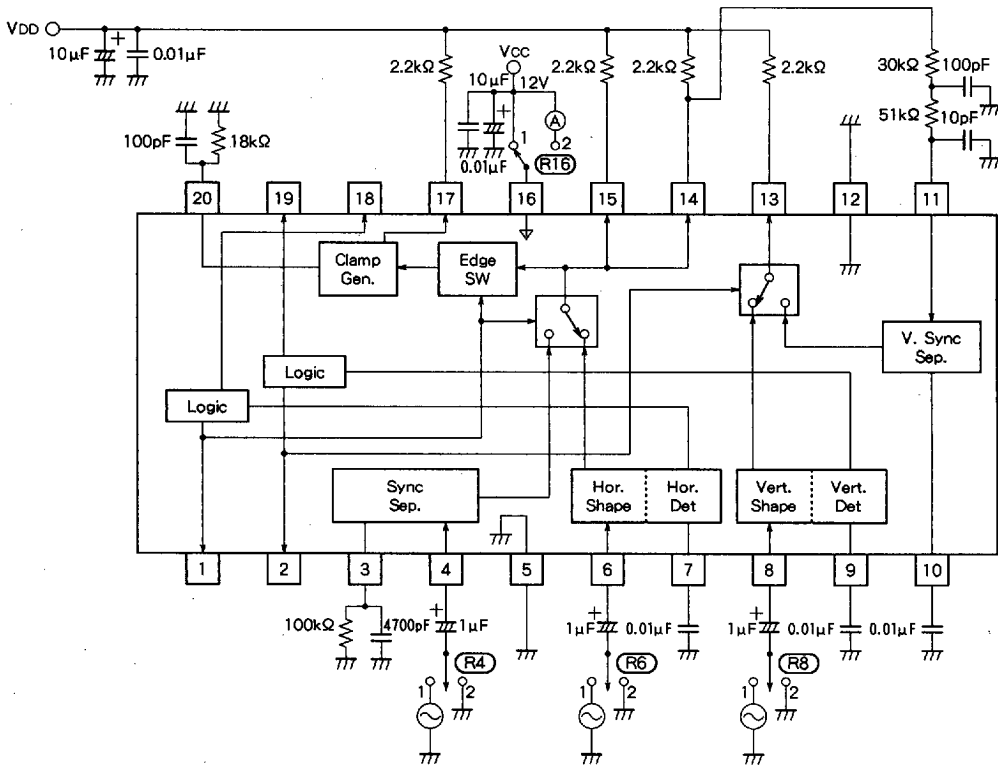 VDD
10μF + 0.01μF
2.2kΩ
10μF
VCC
12V
+
0.01μF
1
A
2
R16
2.2kΩ
2.2kΩ
2.2kΩ
30kΩ
100pF
51kΩ
10pF
100pF
18kΩ
20 19 18 17 16 15 14 13 12 11
Clamp
Gen.
Edge
SW
V. Sync
Sep.
Logic
Logic
Sync
Sep.
Hor.
Shape
Hor.
Det
Vert.
Shape
Vert.
Det
1 2 3 4 5 6 7 8 9 10
100kΩ
4700pF
+
1μF
R4
1 2
+
1μF
0.01μF
R6
1 2
+
1μF
0.01μF
0.01μF
R8
1 2